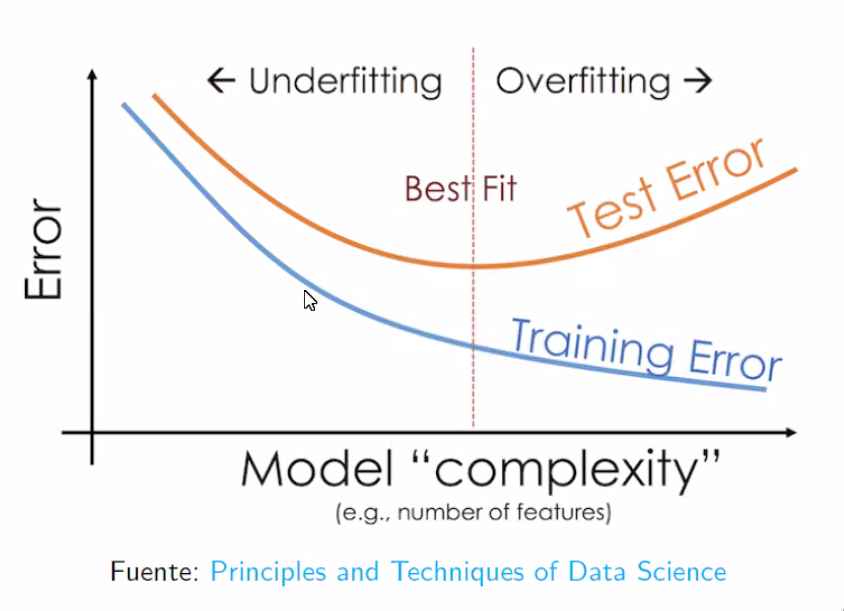 ← Underfitting
Overfitting →
Best Fit
Test Error
Error
Training Error
Model “complexity”
(e.g., number of features)
Fuente: Principles and Techniques of Data Science